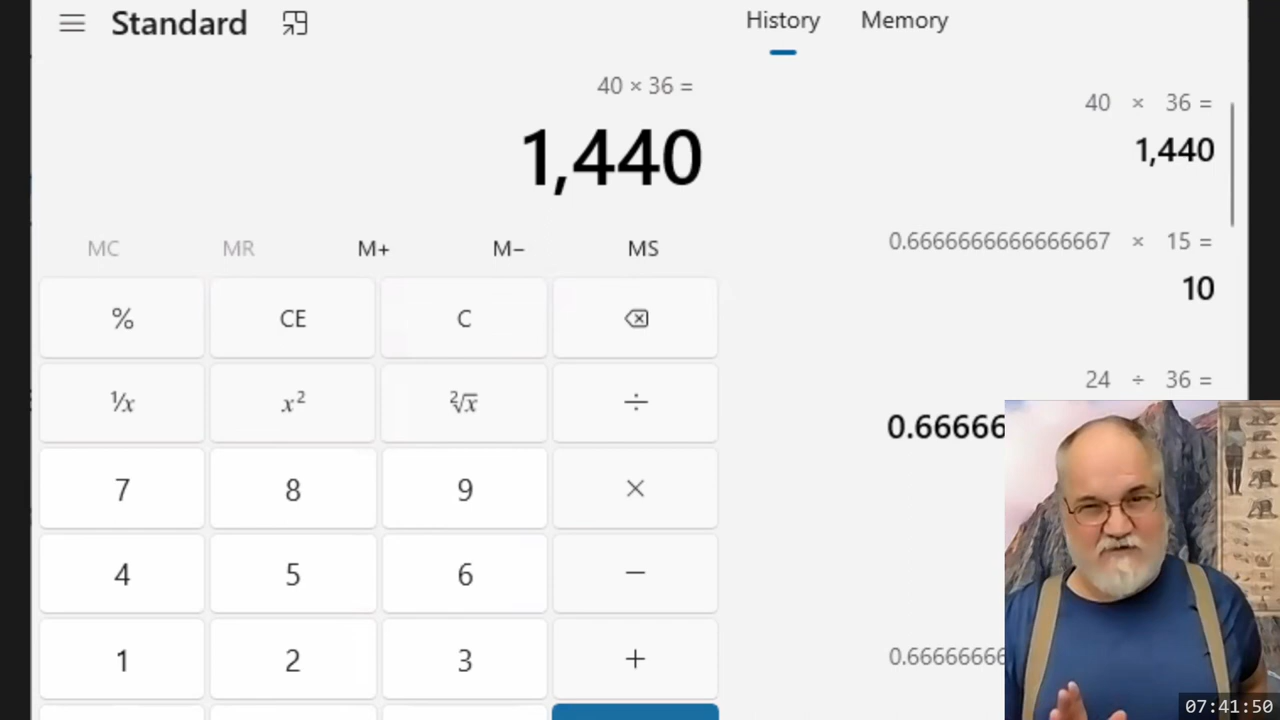 Standard
History Memory
40 × 36 =
1,440
MC MR M+ M− MS
% CE C
⅟x x² ²√x ÷
7 8 9 ×
4 5 6 −
1 2 3 +
40 × 36 =
1,440
0.6666666666666667 × 15 =
10
24 ÷ 36 =
0.66666
0.66666666
07:41:50